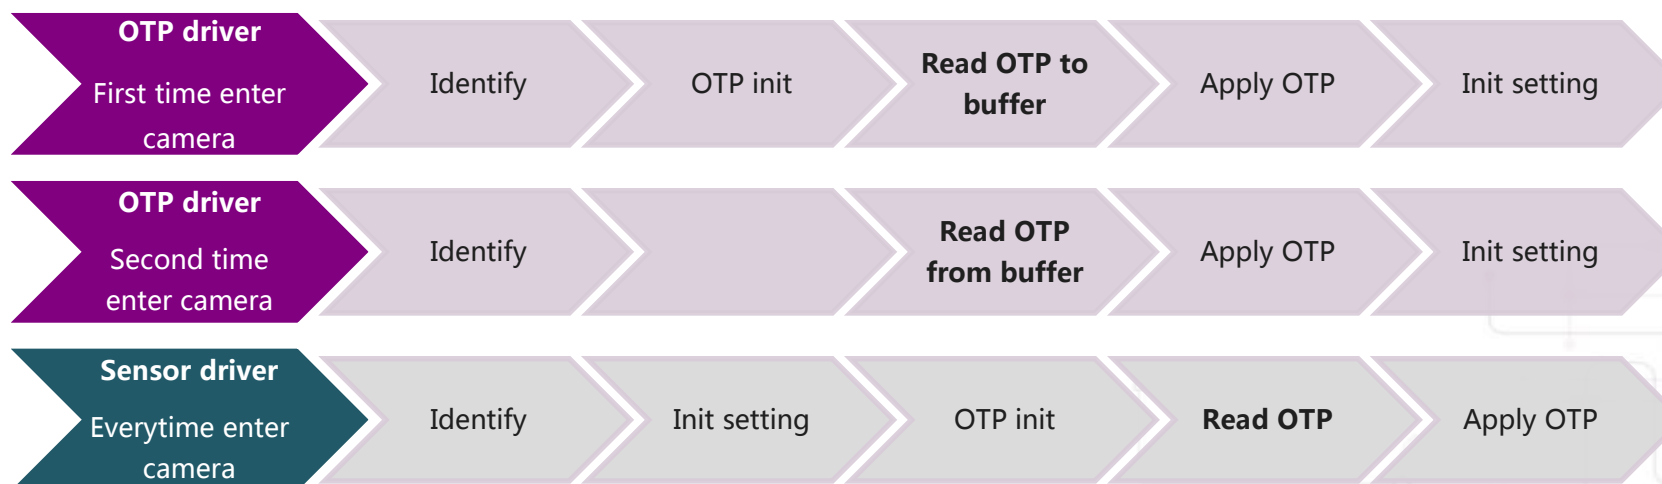 OTP driver
First time enter
camera
Identify
OTP init
Read OTP to
buffer
Apply OTP
Init setting
OTP driver
Second time
enter camera
Identify
Read OTP
from buffer
Apply OTP
Init setting
Sensor driver
Everytime enter
camera
Identify
Init setting
OTP init
Read OTP
Apply OTP